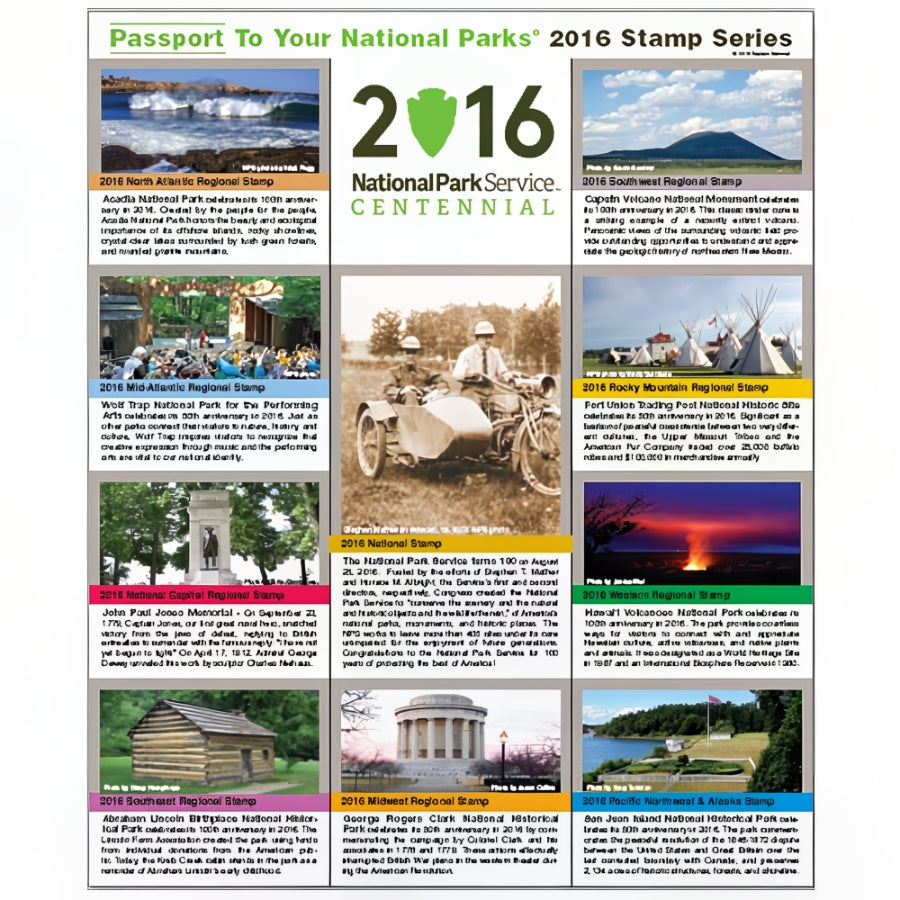 Passport To Your National Parks® 2016 Stamp Series
2016
National Park Service
CENTENNIAL
2016 North Atlantic Regional Stamp
Acadia National Park celebrates its 100th anniver-
sary in 2016. Created by the people for the people,
Acadia National Park honors the beauty and ecological
importance of its offshore islands, rocky shorelines,
crystal-clear lakes surrounded by lush green forests,
and mountains.
2016 Southwest Regional Stamp
Capulin Volcano National Monument celebrates
its 100th anniversary in 2016. This classic cinder cone is
a striking example of a recently extinct volcano.
Panoramic views of the surrounding volcanic field pro-
vide outstanding opportunities to understand and appre-
ciate the geologic history of northeastern New Mexico.
2016 Mid-Atlantic Regional Stamp
Wolf Trap National Park for the Performing
Arts celebrates its 50th anniversary in 2016. Just as
other parks connect their visitors to nature, history and
culture, Wolf Trap inspires visitors to recognize that
creative expression through music and the performing
arts are vital to our national identity.
2016 Rocky Mountain Regional Stamp
Fort Union Trading Post National Historic Site
celebrates its 50th anniversary in 2016. Significant as a
bastion of peaceful coexistence between two very differ-
ent cultures, the Upper Missouri Tribes and the
American Fur Company traded over 25,000 buffalo
robes and $100,000 in merchandise annually.
2016 National Stamp
The National Park Service turns 100 on August
25, 2016. Fueled by the efforts of Stephen T. Mather
and Horace M. Albright, the Service's first and second
directors, respectively, Congress created the National
Park Service to "conserve the scenery and the natural
and historic objects and the wild life therein," of America's
national parks, monuments, and historic places. The
NPS works to leave more than 400 sites under its care
unimpaired for the enjoyment of future generations.
Congratulations to the National Park Service for 100
years of protecting the best of America!
2016 National Capital Regional Stamp
John Paul Jones Memorial - On September 23,
1779, Captain Jones, our first great naval hero, snatched
victory from the jaws of defeat, replying to British
to surrender with the famous reply: "I have not
yet begun to fight!" On April 17, 1912, Admiral George
Dewey unveiled this work by sculptor Charles Niehaus.
2016 Western Regional Stamp
Hawai'i Volcanoes National Park celebrates its
100th anniversary in 2016. The park provides countless
ways for visitors to connect with and appreciate
Hawaiian culture, active volcanoes, and native plants
and animals. It was designated as a World Heritage Site
in 1987 and an International Biosphere Reserve in 1980.
2016 Southeast Regional Stamp
Abraham Lincoln Birthplace National Histor-
ical Park celebrates its 100th anniversary in 2016. The
Lincoln Farm Association created the park using funds
from individual donations from the American pub-
lic. Today, the Knob Creek cabin stands in the park as a
reminder of Abraham Lincoln's early childhood.
2016 Midwest Regional Stamp
George Rogers Clark National Historical
Park celebrates its 50th anniversary in 2016 by com-
memorating the campaign by Colonel Clark and his
associates in 1778 and 1779. These actions effectively
interrupted British War plans in the western theater dur-
ing the American Revolution.
2016 Pacific Northwest & Alaska Stamp
San Juan Island National Historical Park cele-
brates its 50th anniversary in 2016. The park commem-
orates the peaceful resolution of the dispute
between the United States and Great Britain over the
last contested boundary with Canada, and preserves
acres of historic structures, forests, and shoreline.